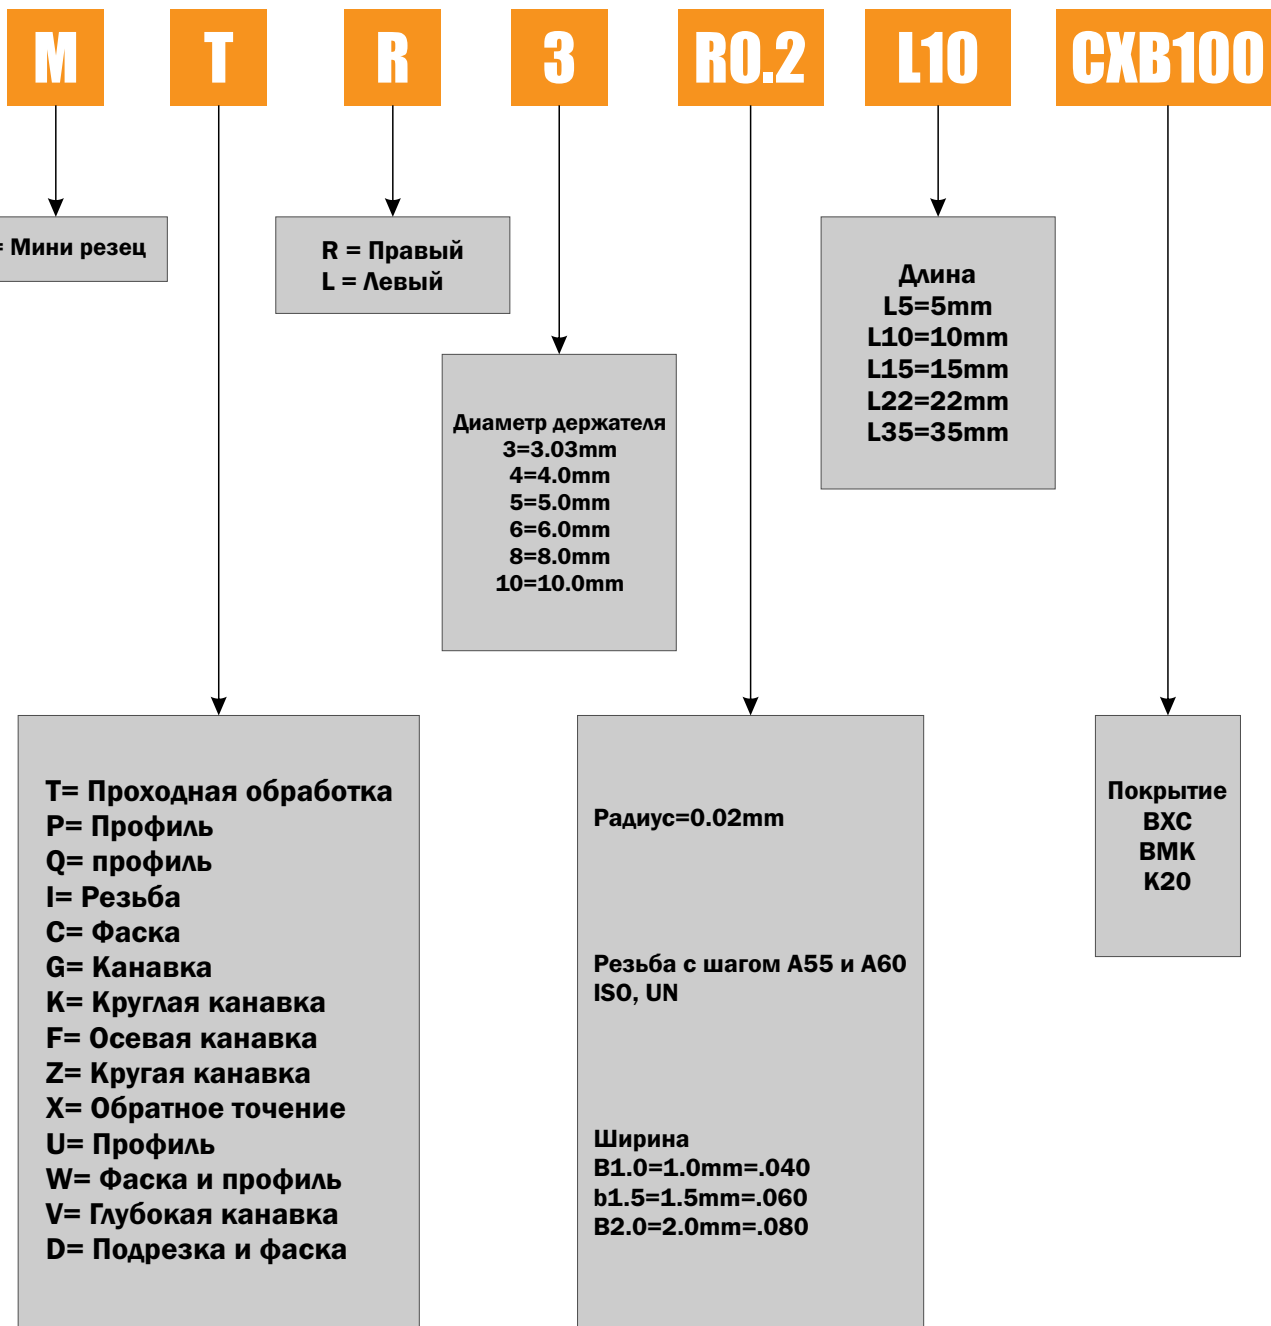 M T R 3 R0.2 L10 CXB100
= Мини резец
R = Правый
L = Левый
Длина
L5=5mm
L10=10mm
L15=15mm
L22=22mm
L35=35mm
Диаметр держателя
3=3.03mm
4=4.0mm
5=5.0mm
6=6.0mm
8=8.0mm
10=10.0mm
T= Проходная обработка
P= Профиль
Q= профиль
I= Резьба
C= Фаска
G= Канавка
K= Круглая канавка
F= Осевая канавка
Z= Кругая канавка
X= Обратное точение
U= Профиль
W= Фаска и профиль
V= Глубокая канавка
D= Подрезка и фаска
Радиус=0.02mm
Резьба с шагом A55 и A60
ISO, UN
Ширина
B1.0=1.0mm=.040
b1.5=1.5mm=.060
B2.0=2.0mm=.080
Покрытие
BXC
BMK
K20